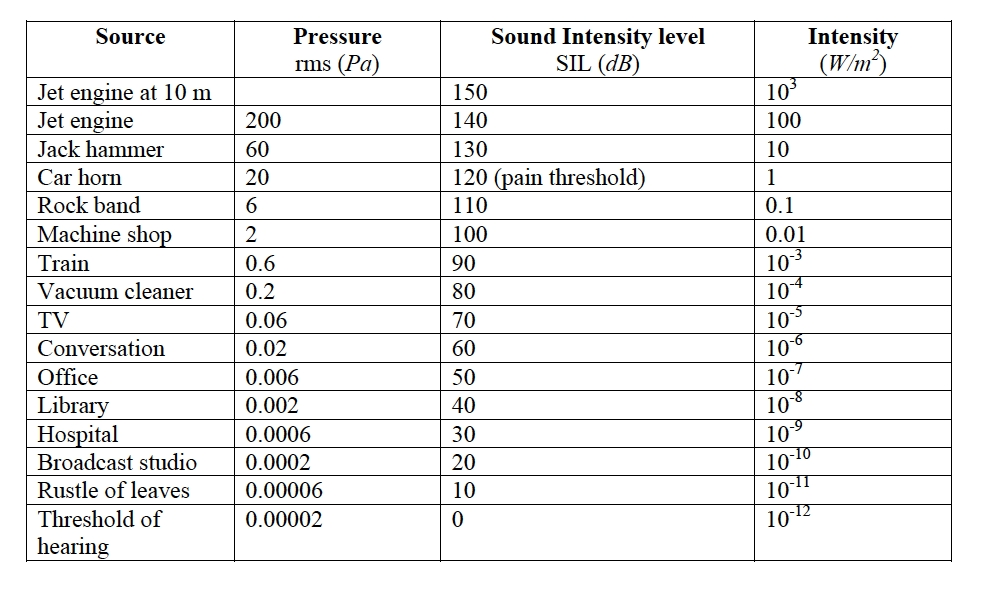 Source Pressure Sound Intensity level Intensity
rms (Pa) SIL (dB) (W/m²)
Jet engine at 10 m 150 10³
Jet engine 200 140 100
Jack hammer 60 130 10
Car horn 20 120 (pain threshold) 1
Rock band 6 110 0.1
Machine shop 2 100 0.01
Train 0.6 90 10⁻³
Vacuum cleaner 0.2 80 10⁻⁴
TV 0.06 70 10⁻⁵
Conversation 0.02 60 10⁻⁶
Office 0.006 50 10⁻⁷
Library 0.002 40 10⁻⁸
Hospital 0.0006 30 10⁻⁹
Broadcast studio 0.0002 20 10⁻¹⁰
Rustle of leaves 0.00006 10 10⁻¹¹
Threshold of 0.00002 0 10⁻¹²
hearing